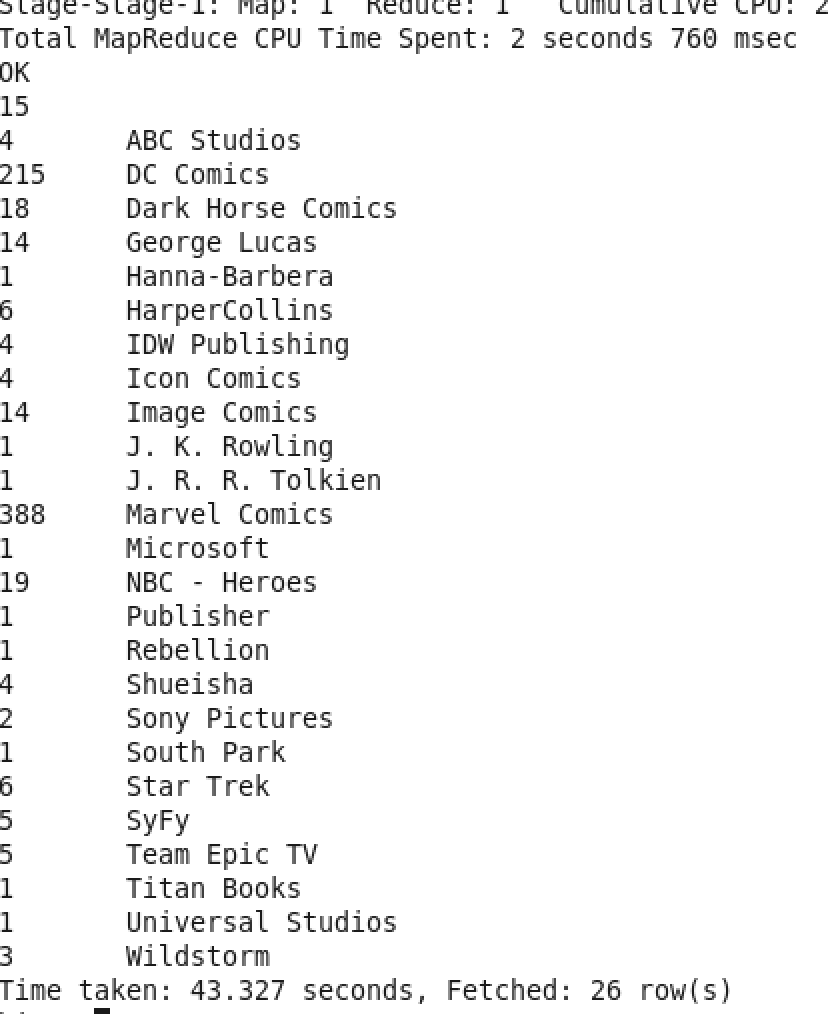 Stage-Stage-1: Map: 1  Reduce: 1   Cumulative CPU: 2
Total MapReduce CPU Time Spent: 2 seconds 760 msec
OK
15
4	ABC Studios
215	DC Comics
18	Dark Horse Comics
14	George Lucas
1	Hanna-Barbera
6	HarperCollins
4	IDW Publishing
4	Icon Comics
14	Image Comics
1	J. K. Rowling
1	J. R. R. Tolkien
388	Marvel Comics
1	Microsoft
19	NBC - Heroes
1	Publisher
1	Rebellion
4	Shueisha
2	Sony Pictures
1	South Park
6	Star Trek
5	SyFy
5	Team Epic TV
1	Titan Books
1	Universal Studios
3	Wildstorm
Time taken: 43.327 seconds, Fetched: 26 row(s)